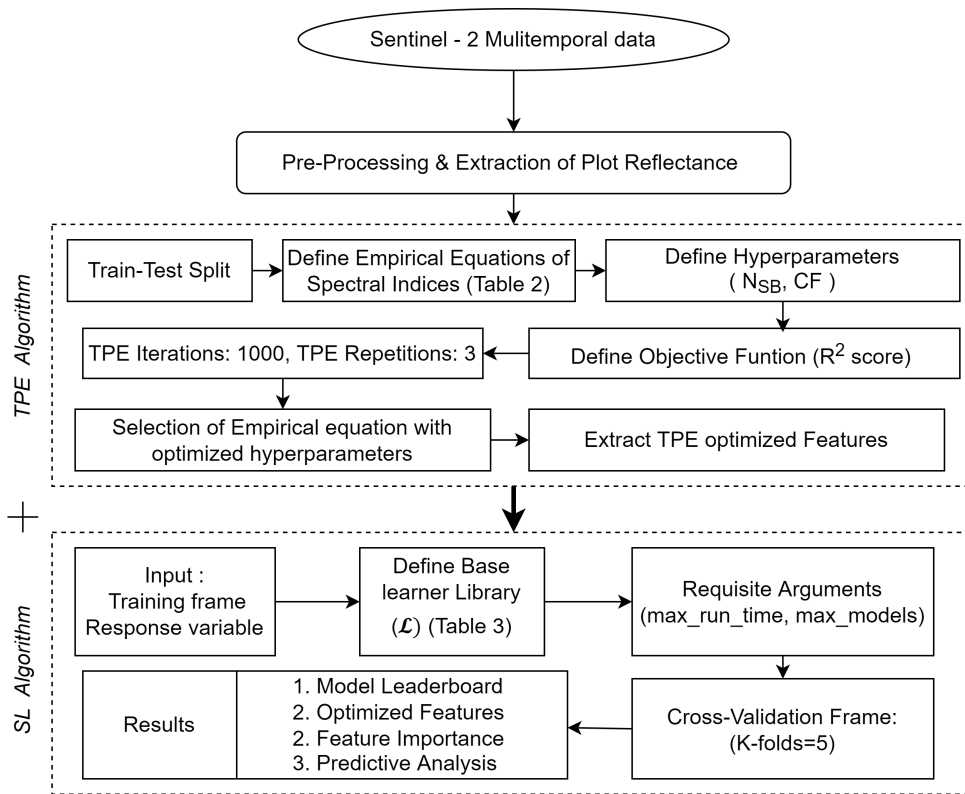 Sentinel - 2 Mulitemporal data
Pre-Processing & Extraction of Plot Reflectance
TPE Algorithm
Train-Test Split
Define Empirical Equations of
Spectral Indices (Table 2)
Define Hyperparameters
( NSB, CF )
Define Objective Funtion (R² score)
TPE Iterations: 1000, TPE Repetitions: 3
Selection of Empirical equation with
optimized hyperparameters
Extract TPE optimized Features
+
SL Algorithm
Input :
Training frame
Response variable
Define Base
learner Library
(𝓛) (Table 3)
Requisite Arguments
(max_run_time, max_models)
Cross-Validation Frame:
(K-folds=5)
Results
1. Model Leaderboard
2. Optimized Features
2. Feature Importance
3. Predictive Analysis